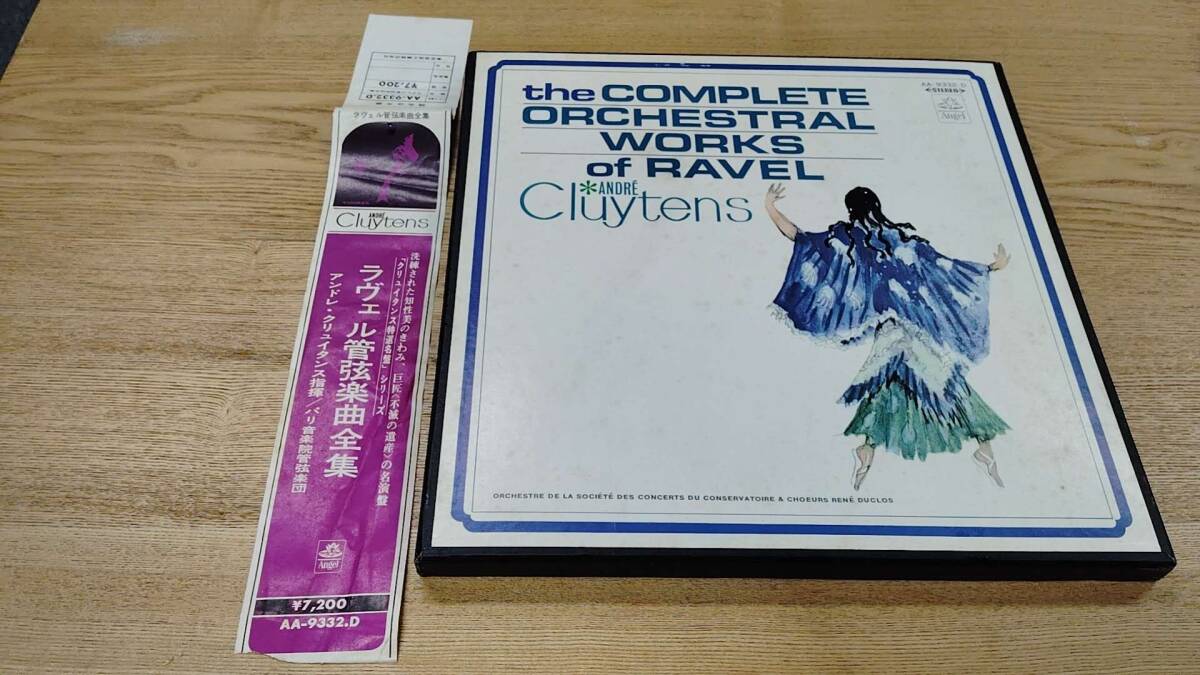 ¥7,200
AA-9332.D
ラヴェル管弦楽曲全集
ANDRÉ
Cluytens
洗練された知性美のきわみ、巨匠《不滅の遺産》の名演盤
「クリュイタンス特選名盤」シリーズ
ラヴェル管弦楽曲全集
アンドレ・クリュイタンス指揮/パリ音楽院管弦楽団
Angel
¥7,200
AA-9332.D
the COMPLETE
ORCHESTRAL
WORKS
of RAVEL
ANDRÉ
Cluytens
AA-9332.D
STEREO
Angel
ORCHESTRE DE LA SOCIÉTÉ DES CONCERTS DU CONSERVATOIRE & CHOEURS RENÉ DUCLOS